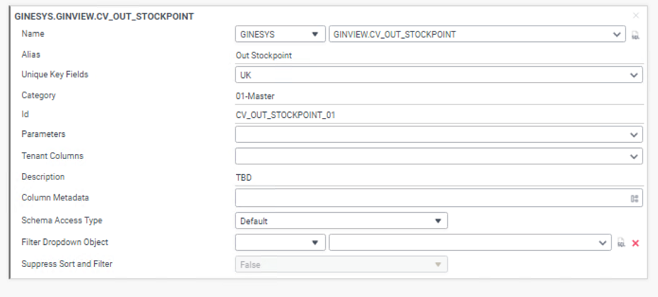 GINESYS.GINVIEW.CV_OUT_STOCKPOINT
Name GINESYS GINVIEW.CV_OUT_STOCKPOINT
Alias Out Stockpoint
Unique Key Fields UK
Category 01-Master
Id CV_OUT_STOCKPOINT_01
Parameters
Tenant Columns
Description TBD
Column Metadata
Schema Access Type Default
Filter Dropdown Object
Suppress Sort and Filter False